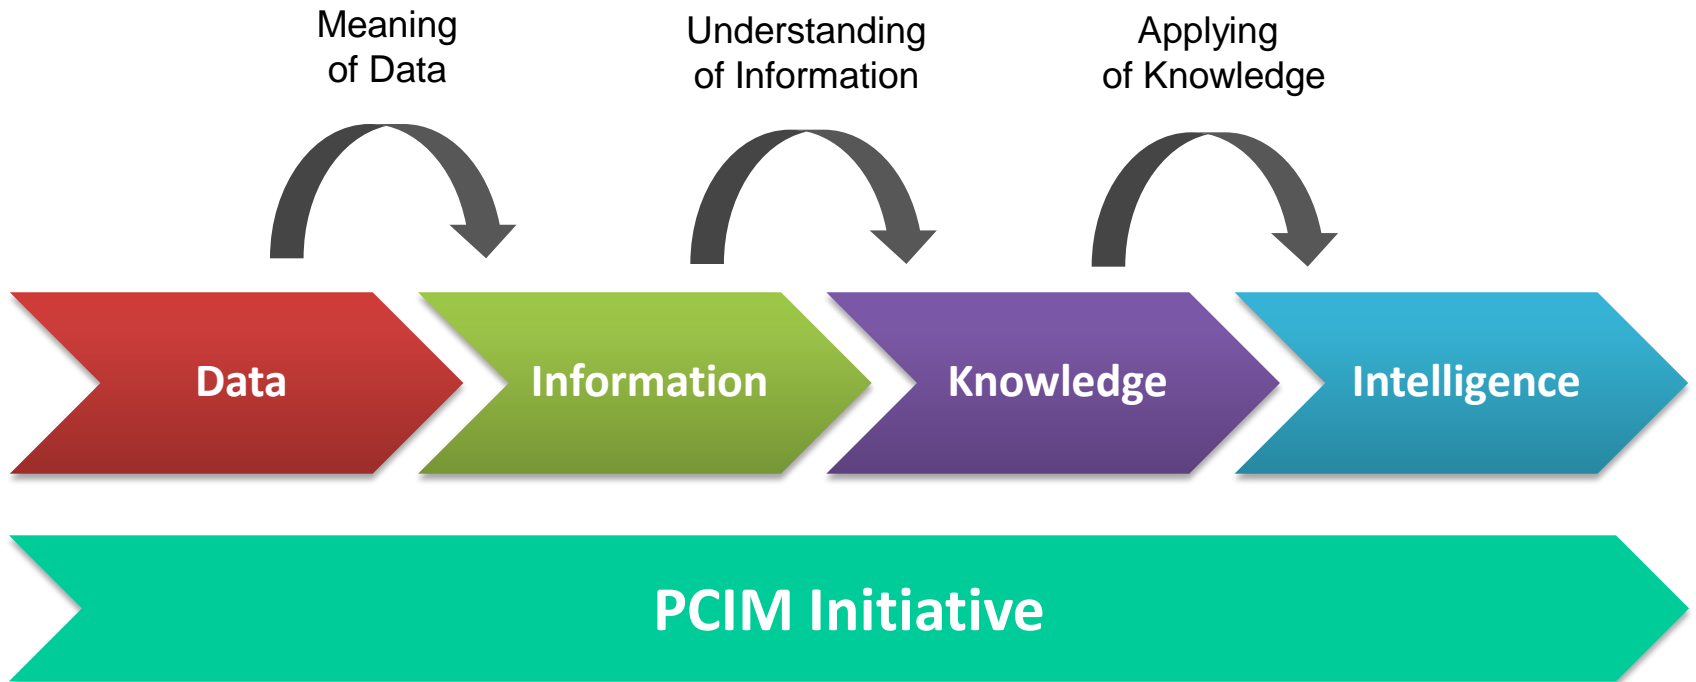 Meaning
of Data
Understanding
of Information
Applying
of Knowledge
Data
Information
Knowledge
Intelligence
PCIM Initiative